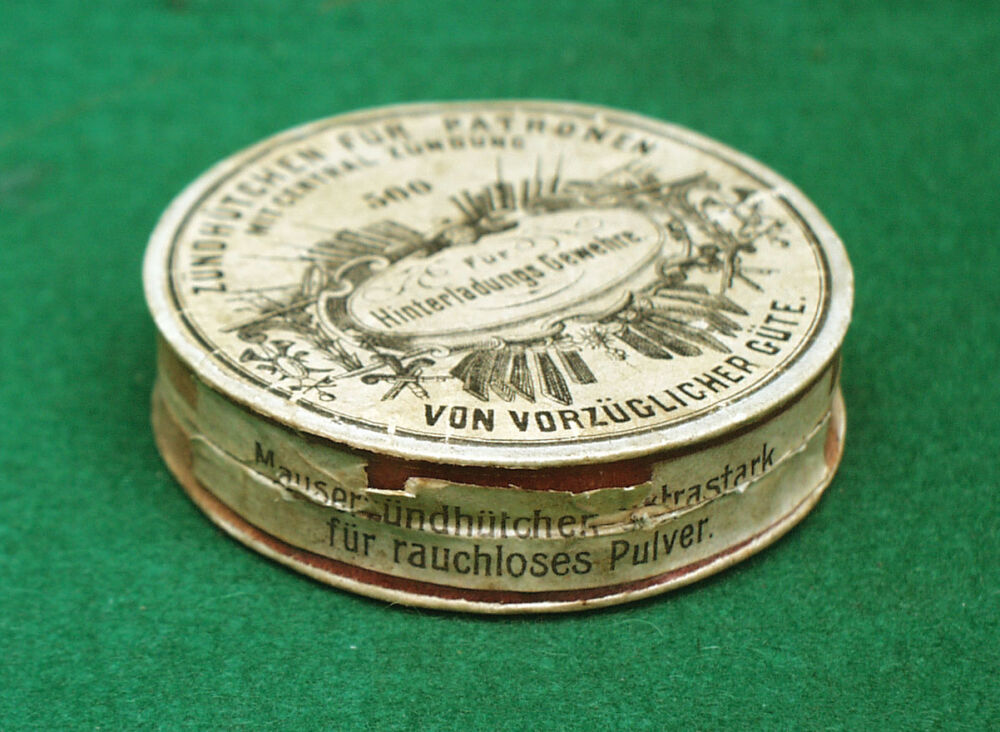 ZÜNDHÜTCHEN FÜR PATRONEN
MIT CENTRAL ZÜNDUNG
500
Für
Hinterladungs Gewehre.
VON VORZÜGLICHER GÜTE.
Mauser-Zündhütchen extrastark
für rauchloses Pulver.